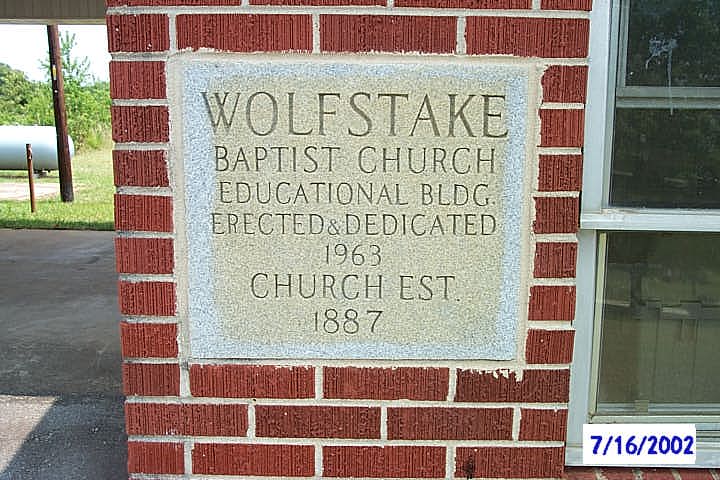 WOLFSTAKE
BAPTIST CHURCH
EDUCATIONAL BLDG.
ERECTED & DEDICATED
1963
CHURCH EST.
1887
7/16/2002